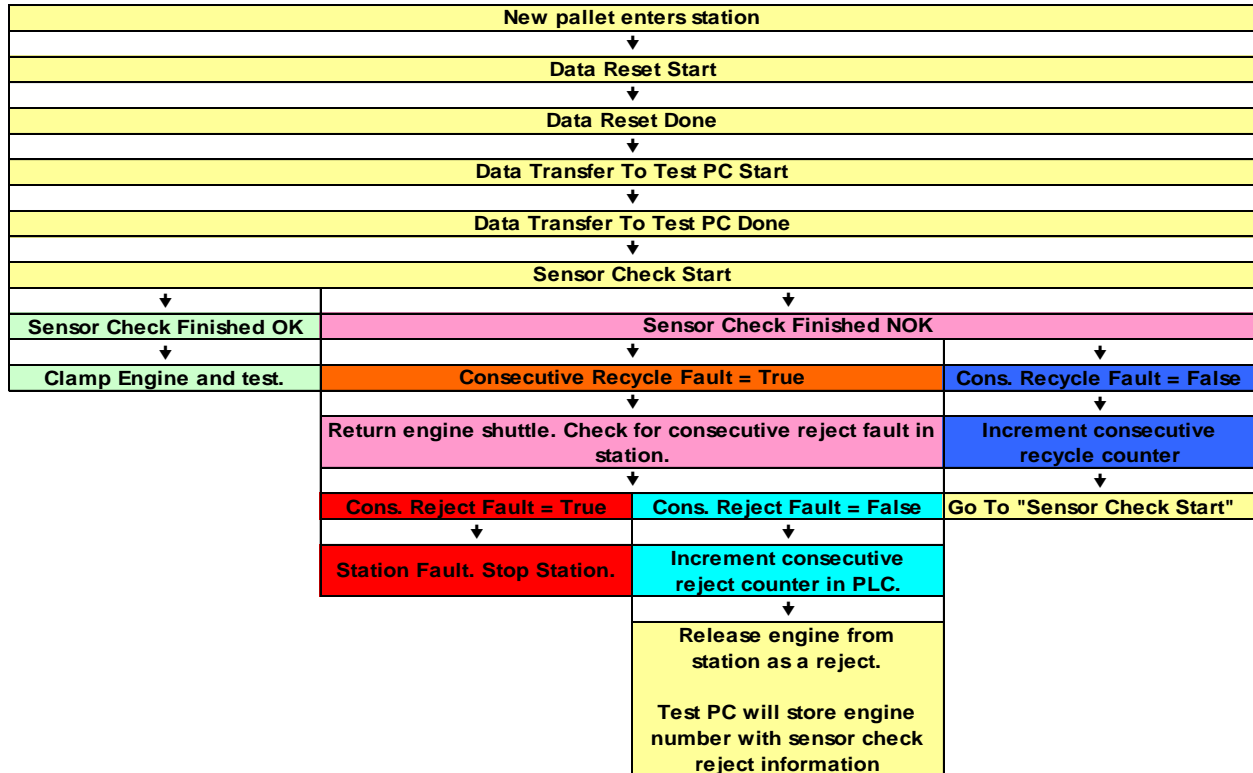 New pallet enters station
Data Reset Start
Data Reset Done
Data Transfer To Test PC Start
Data Transfer To Test PC Done
Sensor Check Start
Sensor Check Finished OK
Sensor Check Finished NOK
Clamp Engine and test.
Consecutive Recycle Fault = True
Cons. Recycle Fault = False
Return engine shuttle. Check for consecutive reject fault in
station.
Increment consecutive
recycle counter
Cons. Reject Fault = True
Cons. Reject Fault = False
Go To "Sensor Check Start"
Station Fault. Stop Station.
Increment consecutive
reject counter in PLC.
Release engine from
station as a reject.
Test PC will store engine
number with sensor check
reject information